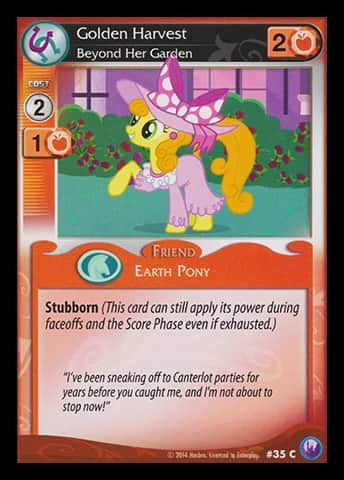 Golden Harvest
Beyond Her Garden
2
COST
2
1
FRIEND
EARTH PONY
Stubborn (This card can still apply its power during
faceoffs and the Score Phase even if exhausted.)
“I’ve been sneaking off to Canterlot parties for
years before you caught me, and I’m not about to
stop now!”
© 2014 Hasbro. Licensed to Enterplay.
#35 C